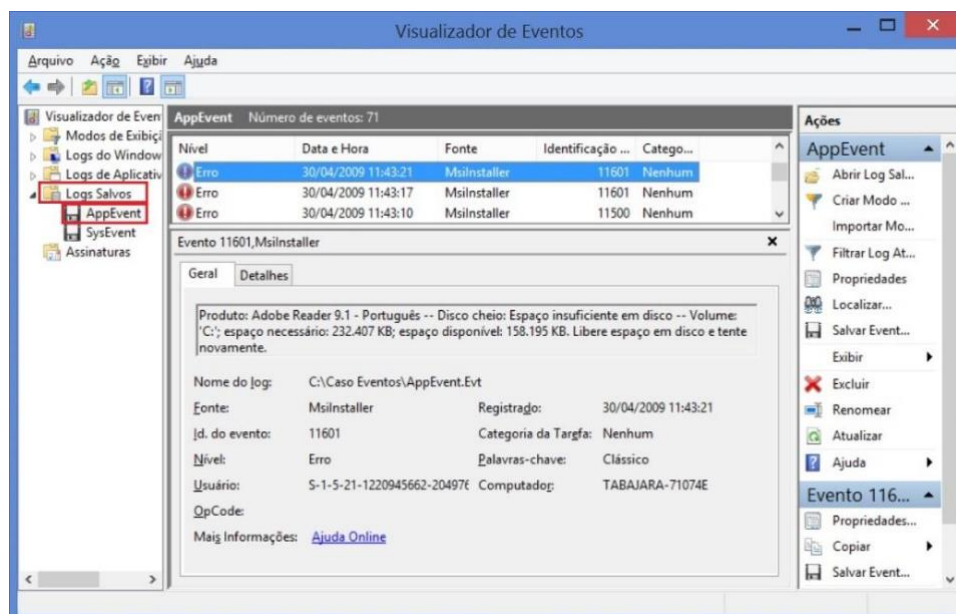 Visualizador de Eventos
Arquivo Ação Exibir Ajuda
Visualizador de Even
Modos de Exibiçã
Logs do Window
Logs de Aplicativ
Logs Salvos
AppEvent
SysEvent
Assinaturas
AppEvent Número de eventos: 71
Nível Data e Hora Fonte Identificação ... Catego...
Erro 30/04/2009 11:43:21 MsiInstaller 11601 Nenhum
Erro 30/04/2009 11:43:17 MsiInstaller 11601 Nenhum
Erro 30/04/2009 11:43:10 MsiInstaller 11500 Nenhum
Evento 11601,MsiInstaller
Geral Detalhes
Produto: Adobe Reader 9.1 - Português -- Disco cheio: Espaço insuficiente em disco -- Volume:
'C:'; espaço necessário: 232.407 KB; espaço disponível: 158.195 KB. Libere espaço em disco e tente
novamente.
Nome do log: C:\Caso Eventos\AppEvent.Evt
Fonte: MsiInstaller Registrado: 30/04/2009 11:43:21
Id. do evento: 11601 Categoria da Tarefa: Nenhum
Nível: Erro Palavras-chave: Clássico
Usuário: S-1-5-21-1220945662-204976 Computador: TABAJARA-71074E
OpCode:
Mais Informações: Ajuda Online
Ações
AppEvent
Abrir Log Sal...
Criar Modo ...
Importar Mo...
Filtrar Log At...
Propriedades
Localizar...
Salvar Event...
Exibir
Excluir
Renomear
Atualizar
Ajuda
Evento 116...
Propriedades...
Copiar
Salvar Event...